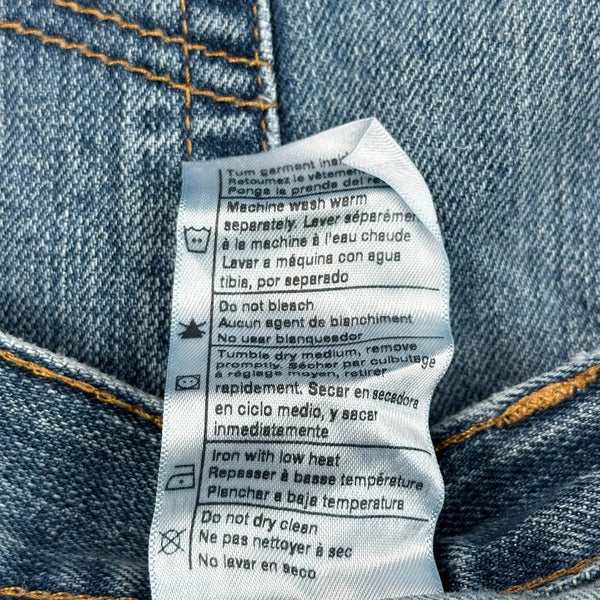 Turn garment
Retournez le
Ponga la prenda del
Machine wash warm
separately. Laver
à la machine à l'eau chaude
Lavar a máquina con agua
tibia, por separado
Do not bleach
Aucun agent de blanchiment
No usar blanqueador
Tumble dry medium, remove
promptly. Sécher par culbutage
à réglage moyen, retirer
rapidement. Secar en secadora
en ciclo medio, y sacar
inmediatamente
Iron with low heat
Repasser à basse température
Planchar a baja temperatura
Do not dry clean
Ne pas nettoyer à sec
No lavar en seco